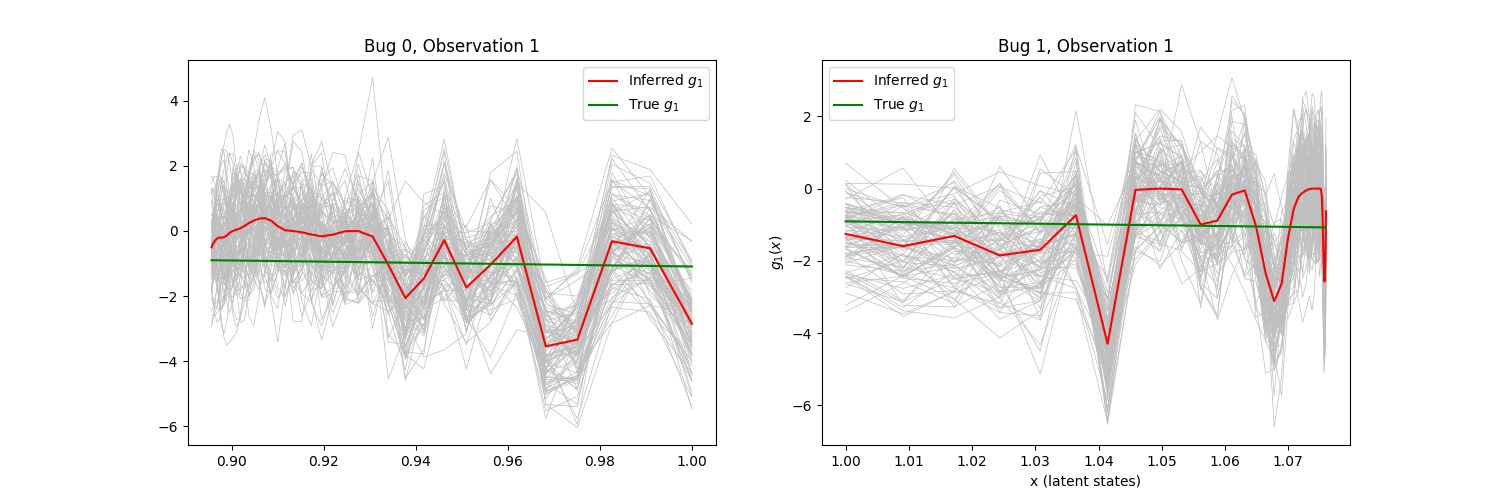 Bug 0, Observation 1
Inferred g₁
True g₁
4
2
0
−2
−4
−6
0.90 0.92 0.94 0.96 0.98 1.00
Bug 1, Observation 1
Inferred g₁
True g₁
g₁(x)
2
0
−2
−4
−6
1.00 1.01 1.02 1.03 1.04 1.05 1.06 1.07
x (latent states)